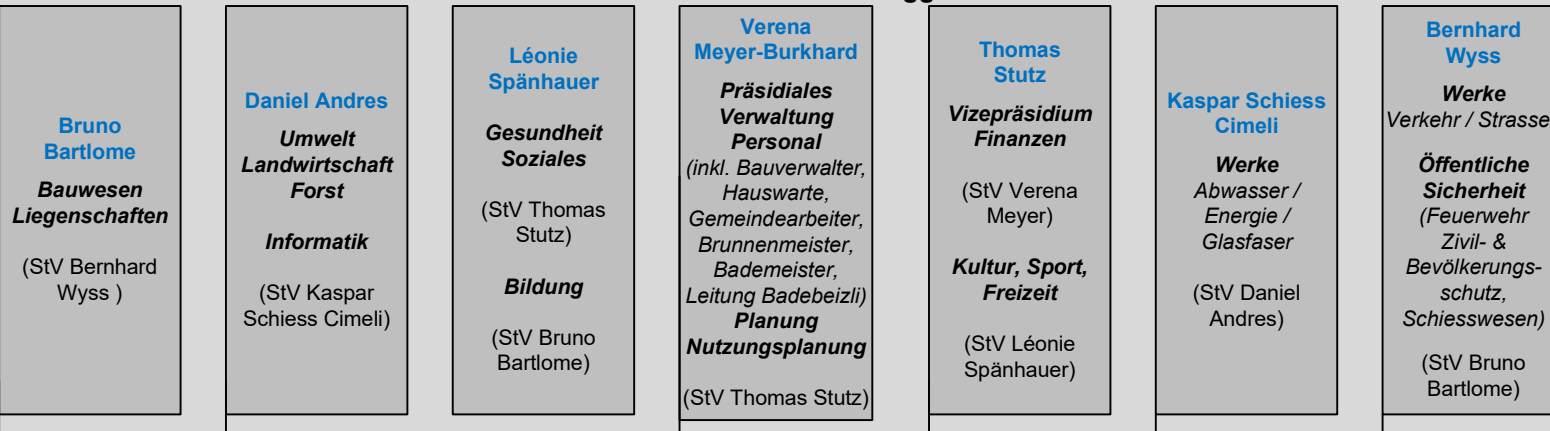 Bruno
Bartlome
Bauwesen
Liegenschaften
(StV Bernhard
Wyss )
Daniel Andres
Umwelt
Landwirtschaft
Forst
Informatik
(StV Kaspar
Schiess Cimeli)
Léonie
Spänhauer
Gesundheit
Soziales
(StV Thomas
Stutz)
Bildung
(StV Bruno
Bartlome)
Verena
Meyer-Burkhard
Präsidiales
Verwaltung
Personal
(inkl. Bauverwalter,
Hauswarte,
Gemeindearbeiter,
Brunnenmeister,
Bademeister,
Leitung Badebeizli)
Planung
Nutzungsplanung
(StV Thomas Stutz)
Thomas
Stutz
Vizepräsidium
Finanzen
(StV Verena
Meyer)
Kultur, Sport,
Freizeit
(StV Léonie
Spänhauer)
Kaspar Schiess
Cimeli
Werke
Abwasser /
Energie /
Glasfaser
(StV Daniel
Andres)
Bernhard
Wyss
Werke
Verkehr / Strasse
Öffentliche
Sicherheit
(Feuerwehr
Zivil- &
Bevölkerungs-
schutz,
Schiesswesen)
(StV Bruno
Bartlome)